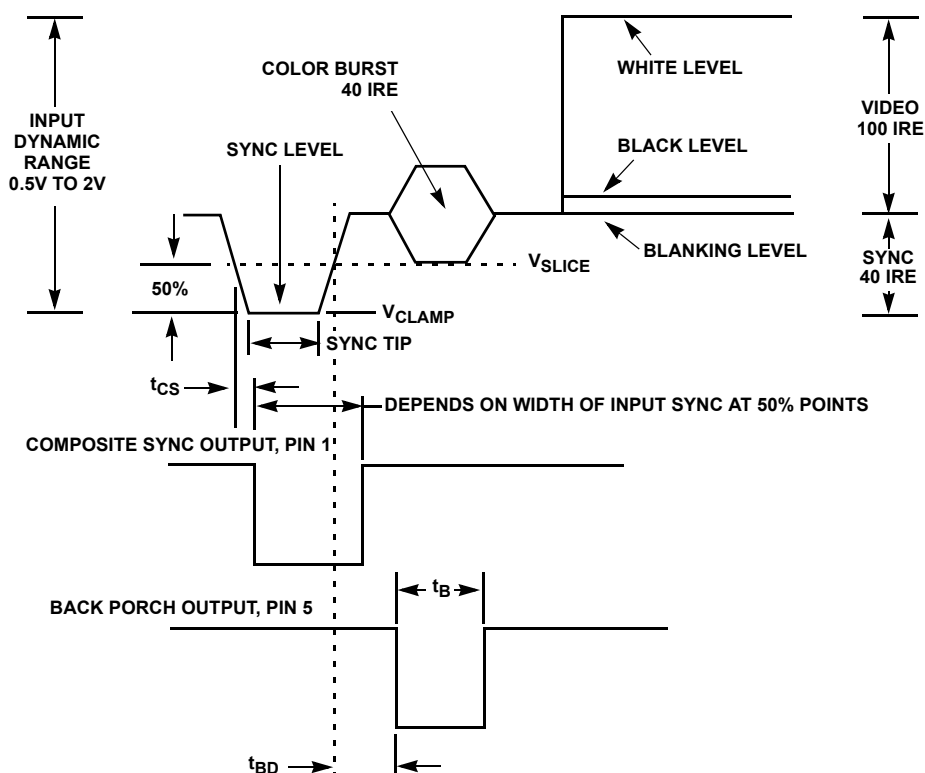 INPUT
DYNAMIC
RANGE
0.5V TO 2V
COLOR BURST
40 IRE
SYNC LEVEL
WHITE LEVEL
BLACK LEVEL
VIDEO
100 IRE
BLANKING LEVEL
SYNC
40 IRE
VSLICE
50%
VCLAMP
SYNC TIP
tCS
DEPENDS ON WIDTH OF INPUT SYNC AT 50% POINTS
COMPOSITE SYNC OUTPUT, PIN 1
tB
BACK PORCH OUTPUT, PIN 5
tBD